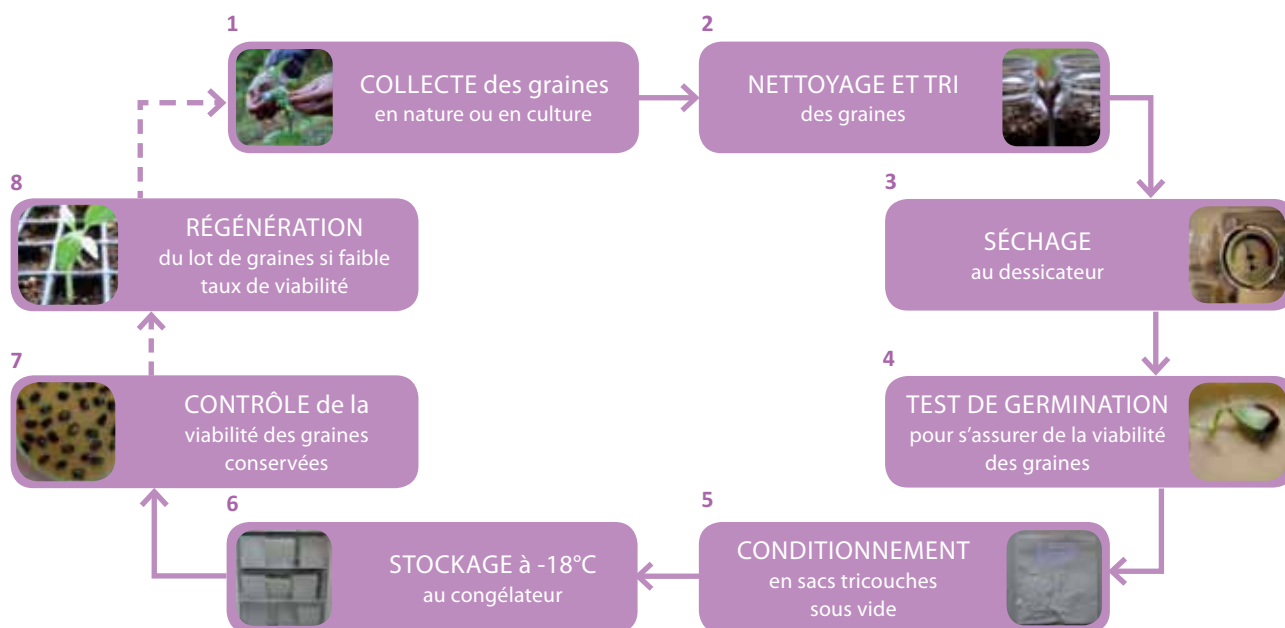 1
COLLECTE des graines
en nature ou en culture
2
NETTOYAGE ET TRI
des graines
3
SÉCHAGE
au dessicateur
4
TEST DE GERMINATION
pour s’assurer de la viabilité
des graines
5
CONDITIONNEMENT
en sacs tricouches
sous vide
6
STOCKAGE à -18°C
au congélateur
7
CONTRÔLE de la
viabilité des graines
conservées
8
RÉGÉNÉRATION
du lot de graines si faible
taux de viabilité